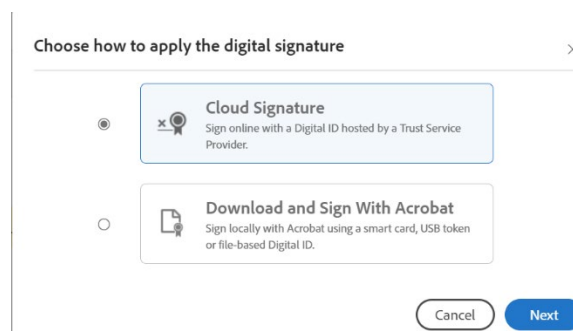 Choose how to apply the digital signature
Cloud Signature
Sign online with a Digital ID hosted by a Trust Service
Provider.
Download and Sign With Acrobat
Sign locally with Acrobat using a smart card, USB token
or file-based Digital ID.
Cancel
Next